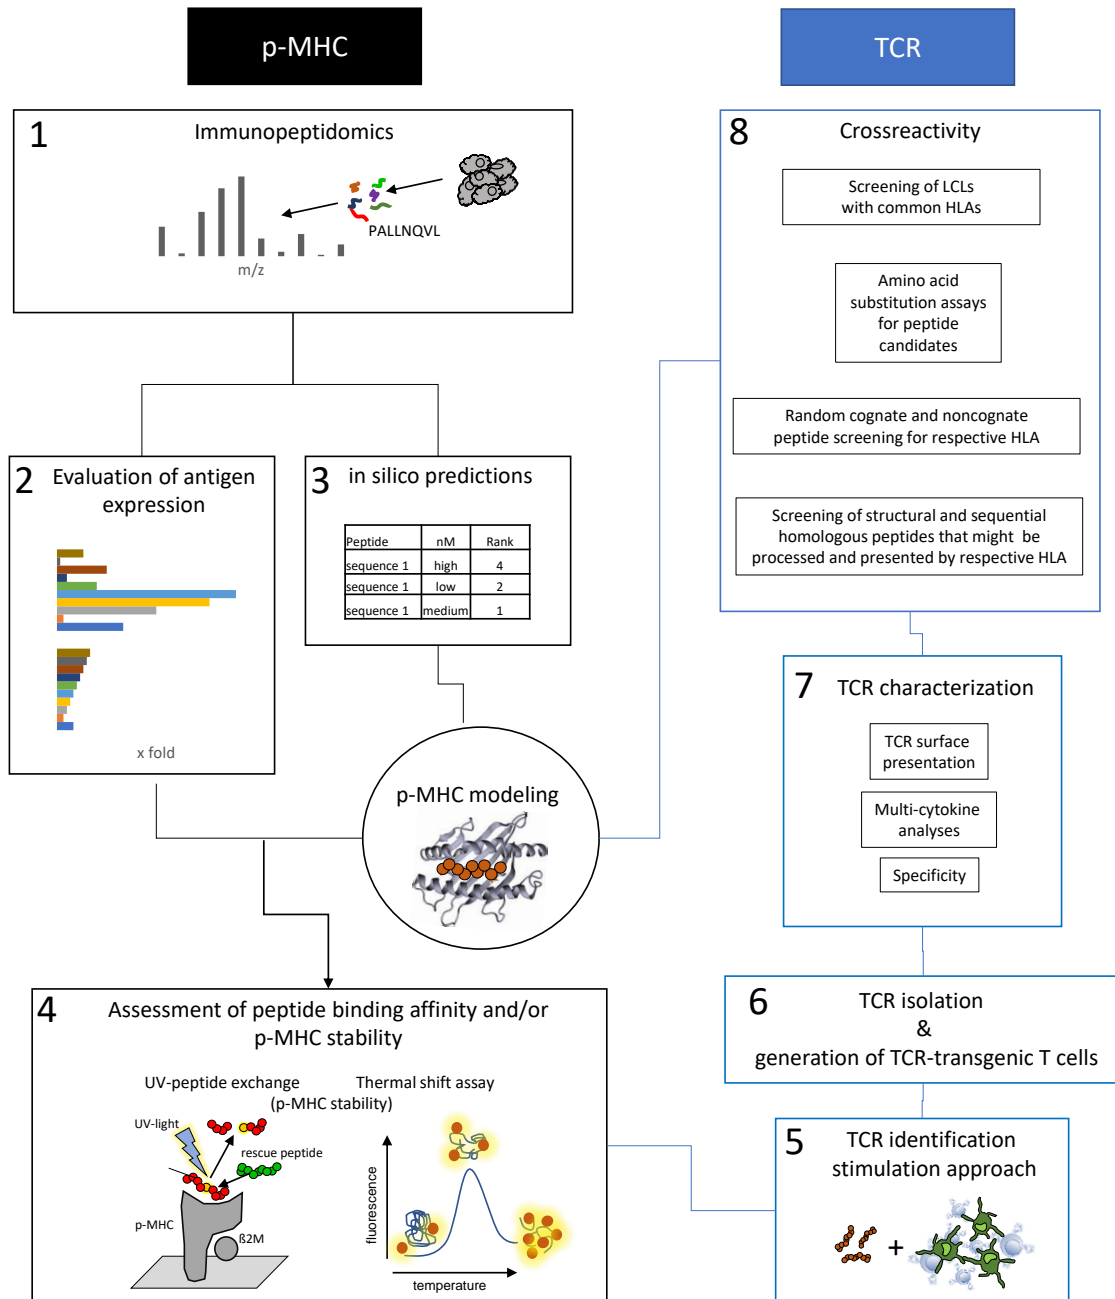 p-MHC
TCR
1
Immunopeptidomics
PALLNQVL
m/z
2
Evaluation of antigen
expression
x fold
3
in silico predictions
Peptide nM Rank
sequence 1 high 4
sequence 1 low 2
sequence 1 medium 1
p-MHC modeling
4
Assessment of peptide binding affinity and/or
p-MHC stability
UV-peptide exchange
Thermal shift assay
(p-MHC stability)
UV-light
rescue peptide
p-MHC
ß2M
fluorescence
temperature
8
Crossreactivity
Screening of LCLs
with common HLAs
Amino acid
substitution assays
for peptide
candidates
Random cognate and noncognate
peptide screening for respective HLA
Screening of structural and sequential
homologous peptides that might be
processed and presented by respective HLA
7
TCR characterization
TCR surface
presentation
Multi-cytokine
analyses
Specificity
6
TCR isolation
&
generation of TCR-transgenic T cells
5
TCR identification
stimulation approach
+